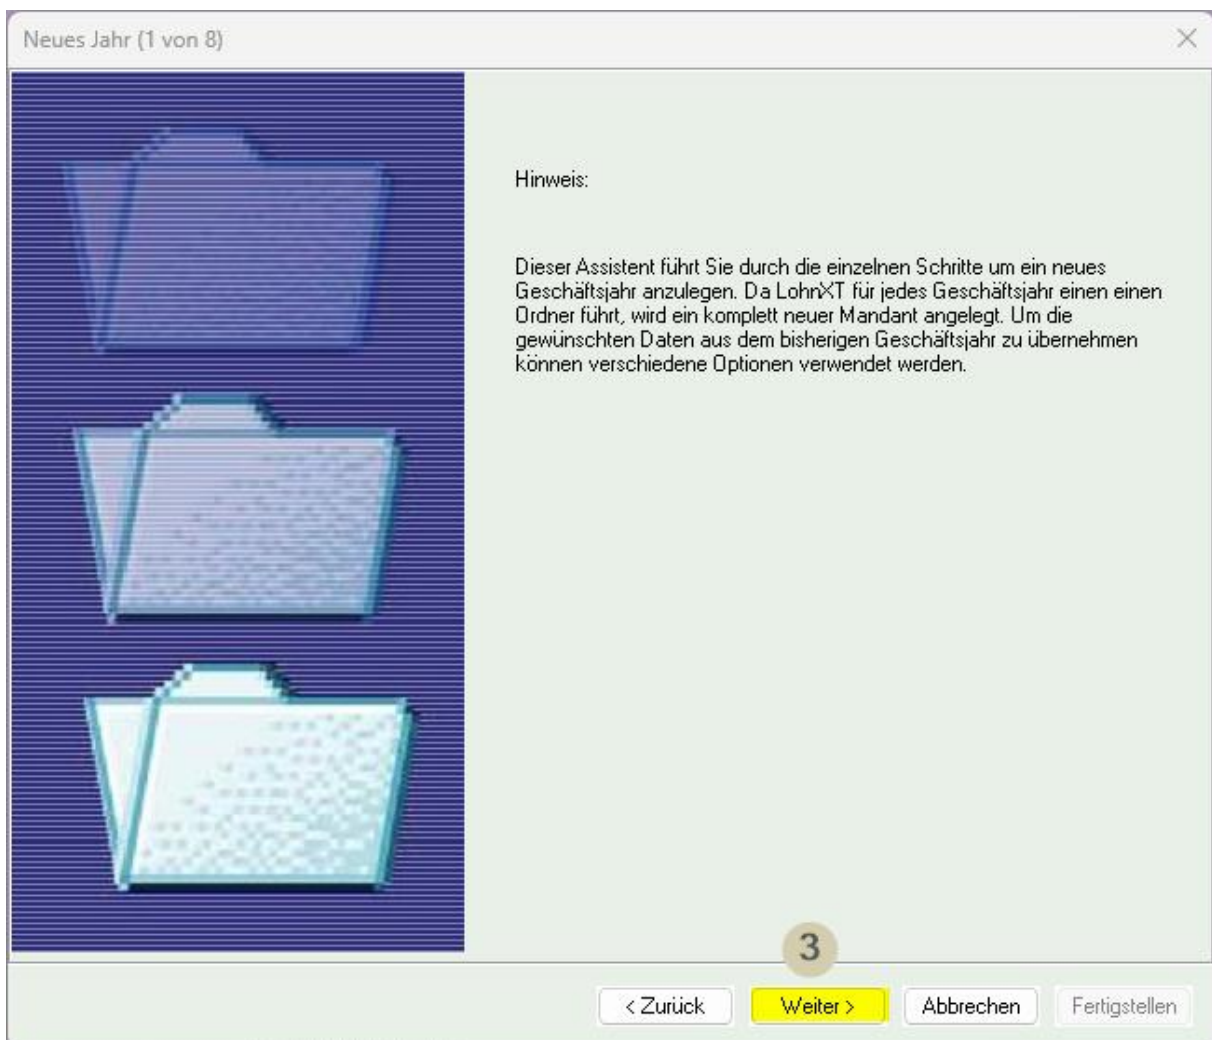 Neues Jahr (1 von 8)
Hinweis:
Dieser Assistent führt Sie durch die einzelnen Schritte um ein neues
Geschäftsjahr anzulegen. Da LohnXT für jedes Geschäftsjahr einen einen
Ordner führt, wird ein komplett neuer Mandant angelegt. Um die
gewünschten Daten aus dem bisherigen Geschäftsjahr zu übernehmen
können verschiedene Optionen verwendet werden.
3
< Zurück Weiter > Abbrechen Fertigstellen